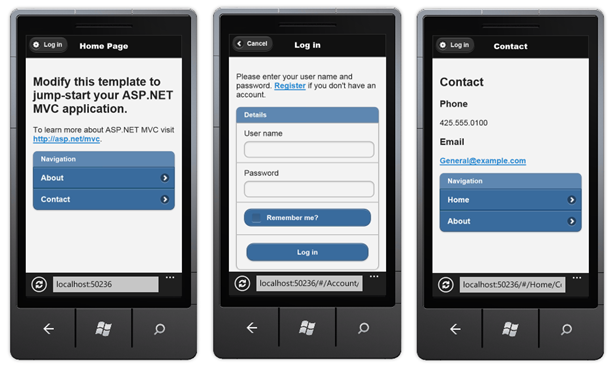 Log in
Home Page
Modify this template to
jump-start your ASP.NET
MVC application.
To learn more about ASP.NET MVC visit
http://asp.net/mvc.
Navigation
About
Contact
localhost:50236
Cancel
Log in
Please enter your user name and
password. Register if you don't have an
account.
Details
User name
Password
Remember me?
Log in
localhost:50236/#/Account/
Log in
Contact
Contact
Phone
425.555.0100
Email
General@example.com
Navigation
Home
About
localhost:50236/#/Home/Co